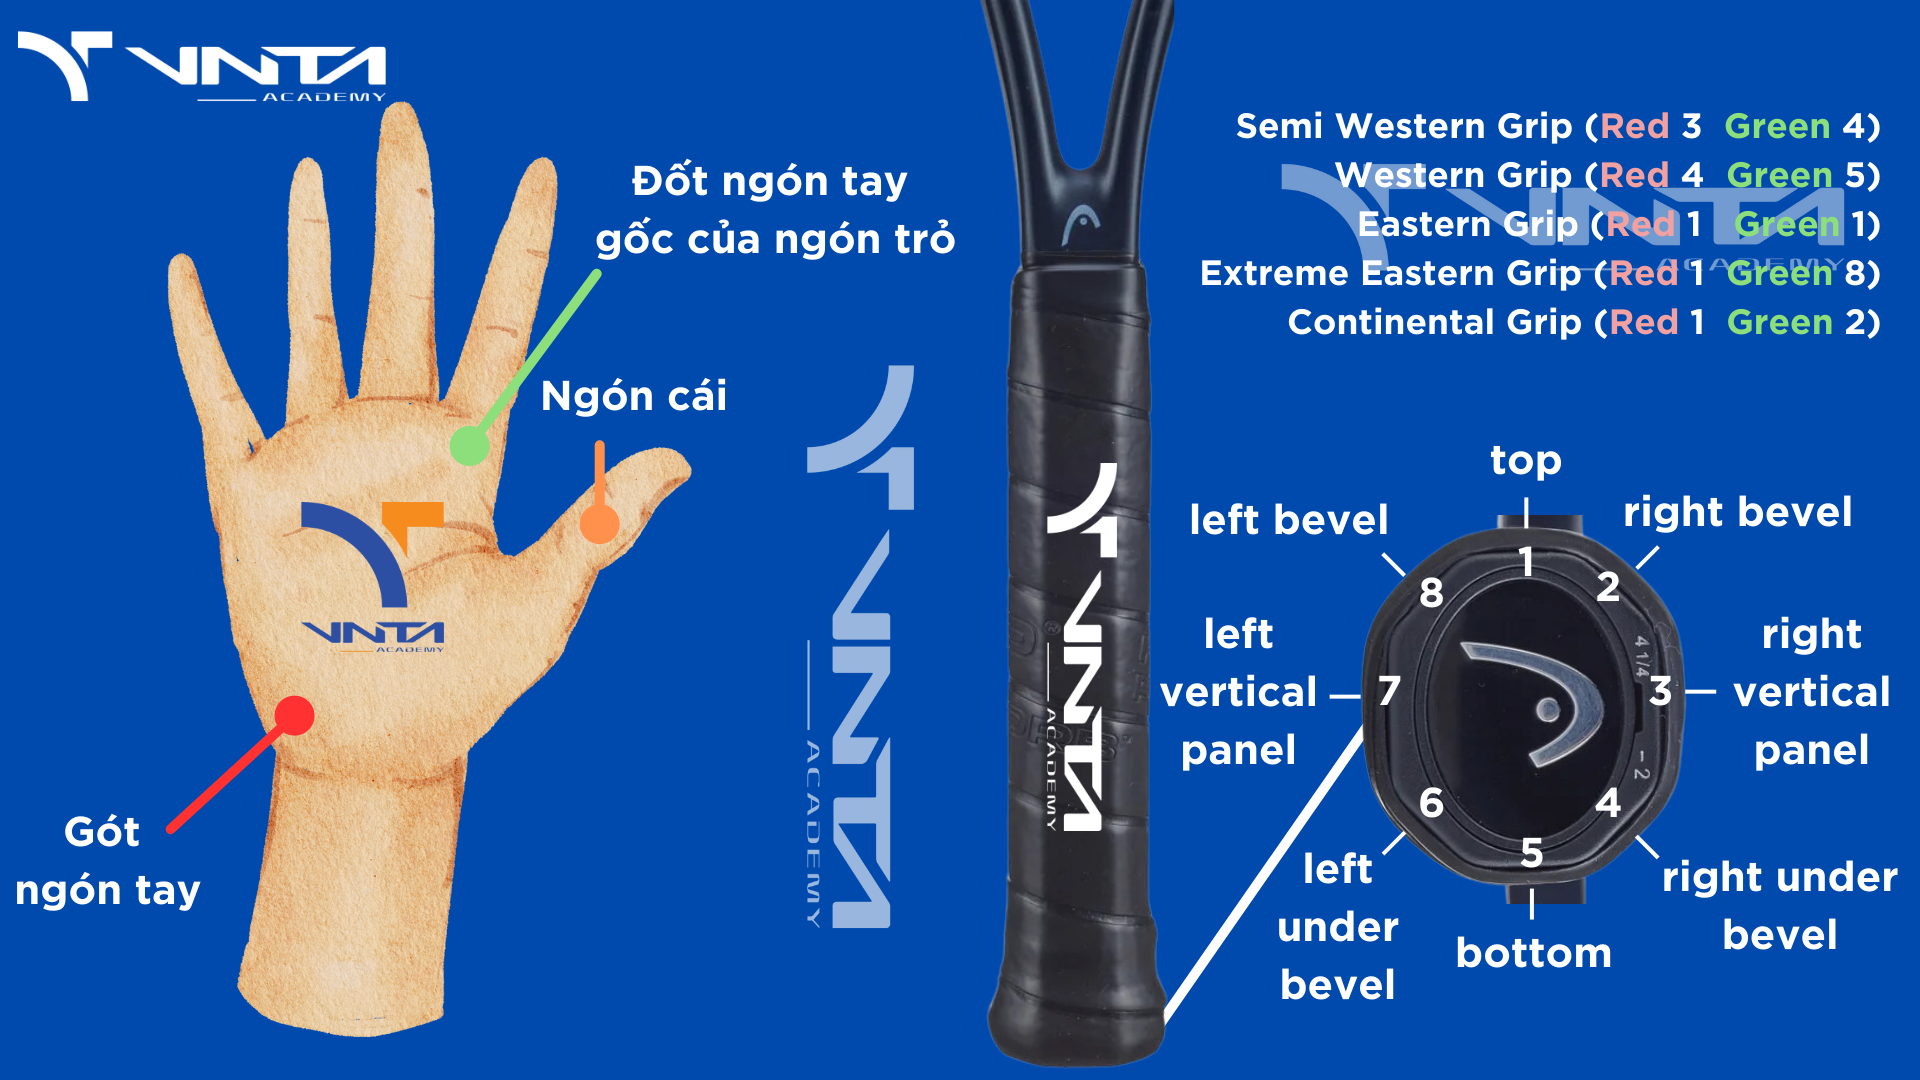 VNTA
ACADEMY
Đốt ngón tay
gốc của ngón trỏ
Ngón cái
Gót
ngón tay
VNTA
ACADEMY
VNTA
ACADEMY
VNTA
ACADEMY
Semi Western Grip (Red 3 Green 4)
Western Grip (Red 4 Green 5)
Eastern Grip (Red 1 Green 1)
Extreme Eastern Grip (Red 1 Green 8)
Continental Grip (Red 1 Green 2)
VNTA
ACADEMY
top
left bevel
right bevel
1
8
2
left
vertical
panel
7
3
right
vertical
panel
4 1/4
- 2
6
4
5
left
under
bevel
right under
bevel
bottom